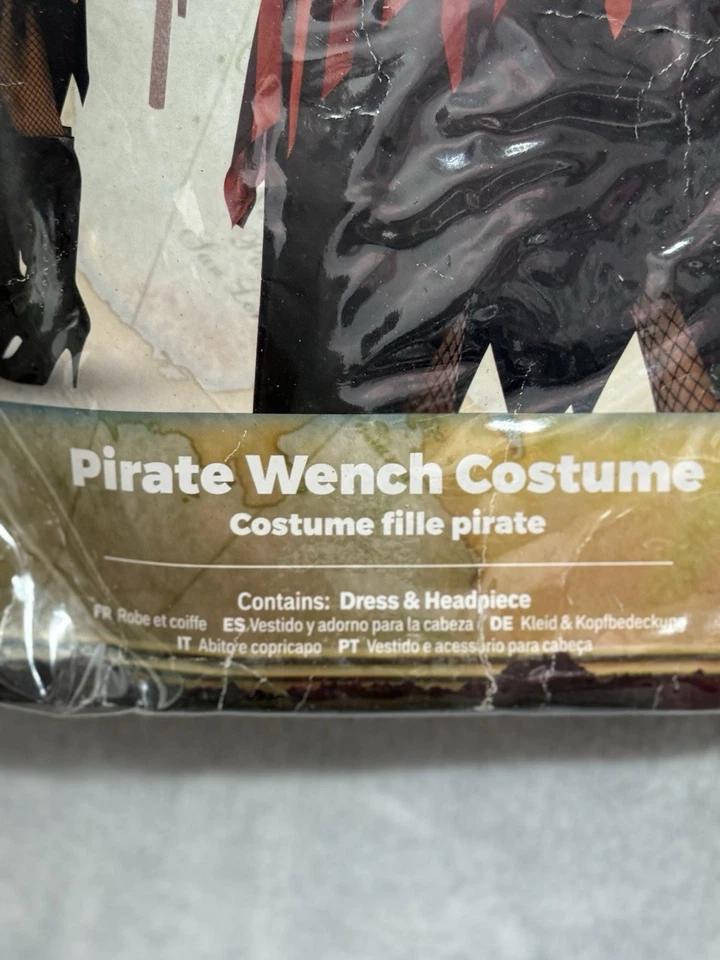 Pirate Wench Costume
Costume fille pirate
Contains: Dress & Headpiece
FR Robe et coiffe ES Vestido y adorno para la cabeza DE Kleid & Kopfbedeckung
IT Abito e copricapo PT Vestido e acessório para cabeça